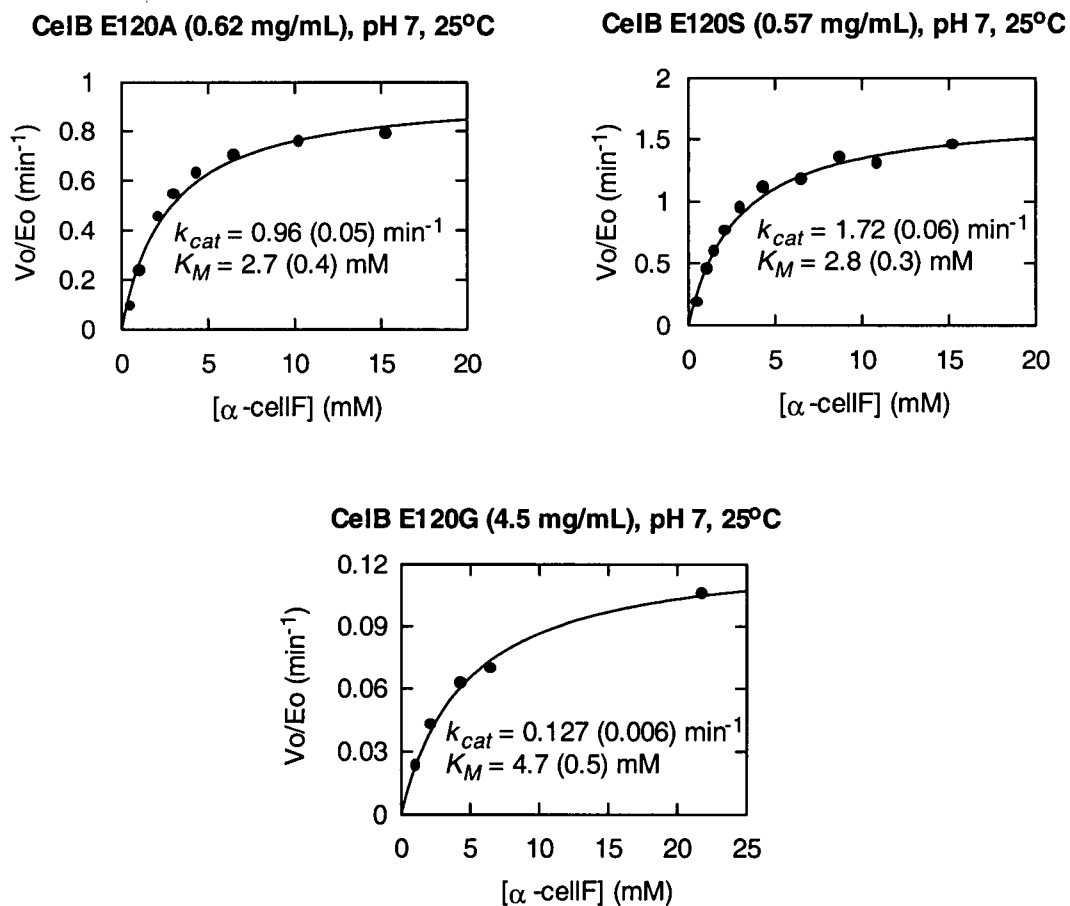 CelB E120A (0.62 mg/mL), pH 7, 25°C
1
0.8
0.6
0.4
0.2
0
Vo/Eo (min⁻¹)
k_cat = 0.96 (0.05) min⁻¹
K_M = 2.7 (0.4) mM
0 5 10 15 20
[α-cellF] (mM)
CelB E120S (0.57 mg/mL), pH 7, 25°C
2
1.5
1
0.5
0
Vo/Eo (min⁻¹)
k_cat = 1.72 (0.06) min⁻¹
K_M = 2.8 (0.3) mM
0 5 10 15 20
[α-cellF] (mM)
CelB E120G (4.5 mg/mL), pH 7, 25°C
0.12
0.09
0.06
0.03
0
Vo/Eo (min⁻¹)
k_cat = 0.127 (0.006) min⁻¹
K_M = 4.7 (0.5) mM
0 5 10 15 20 25
[α-cellF] (mM)